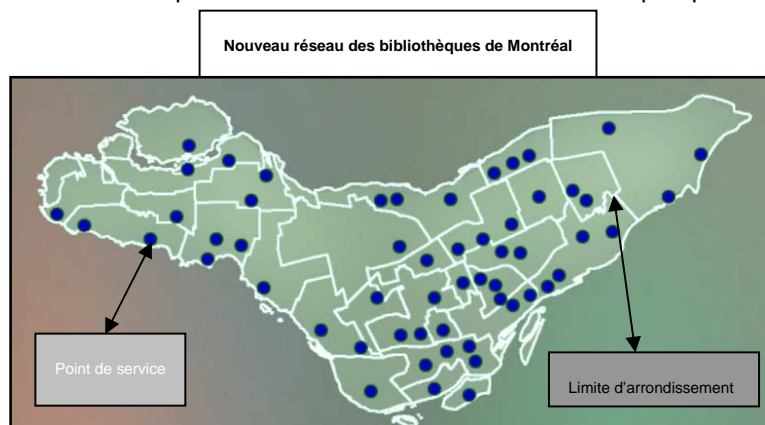 Nouveau réseau des bibliothèques de Montréal
Point de service
Limite d'arrondissement